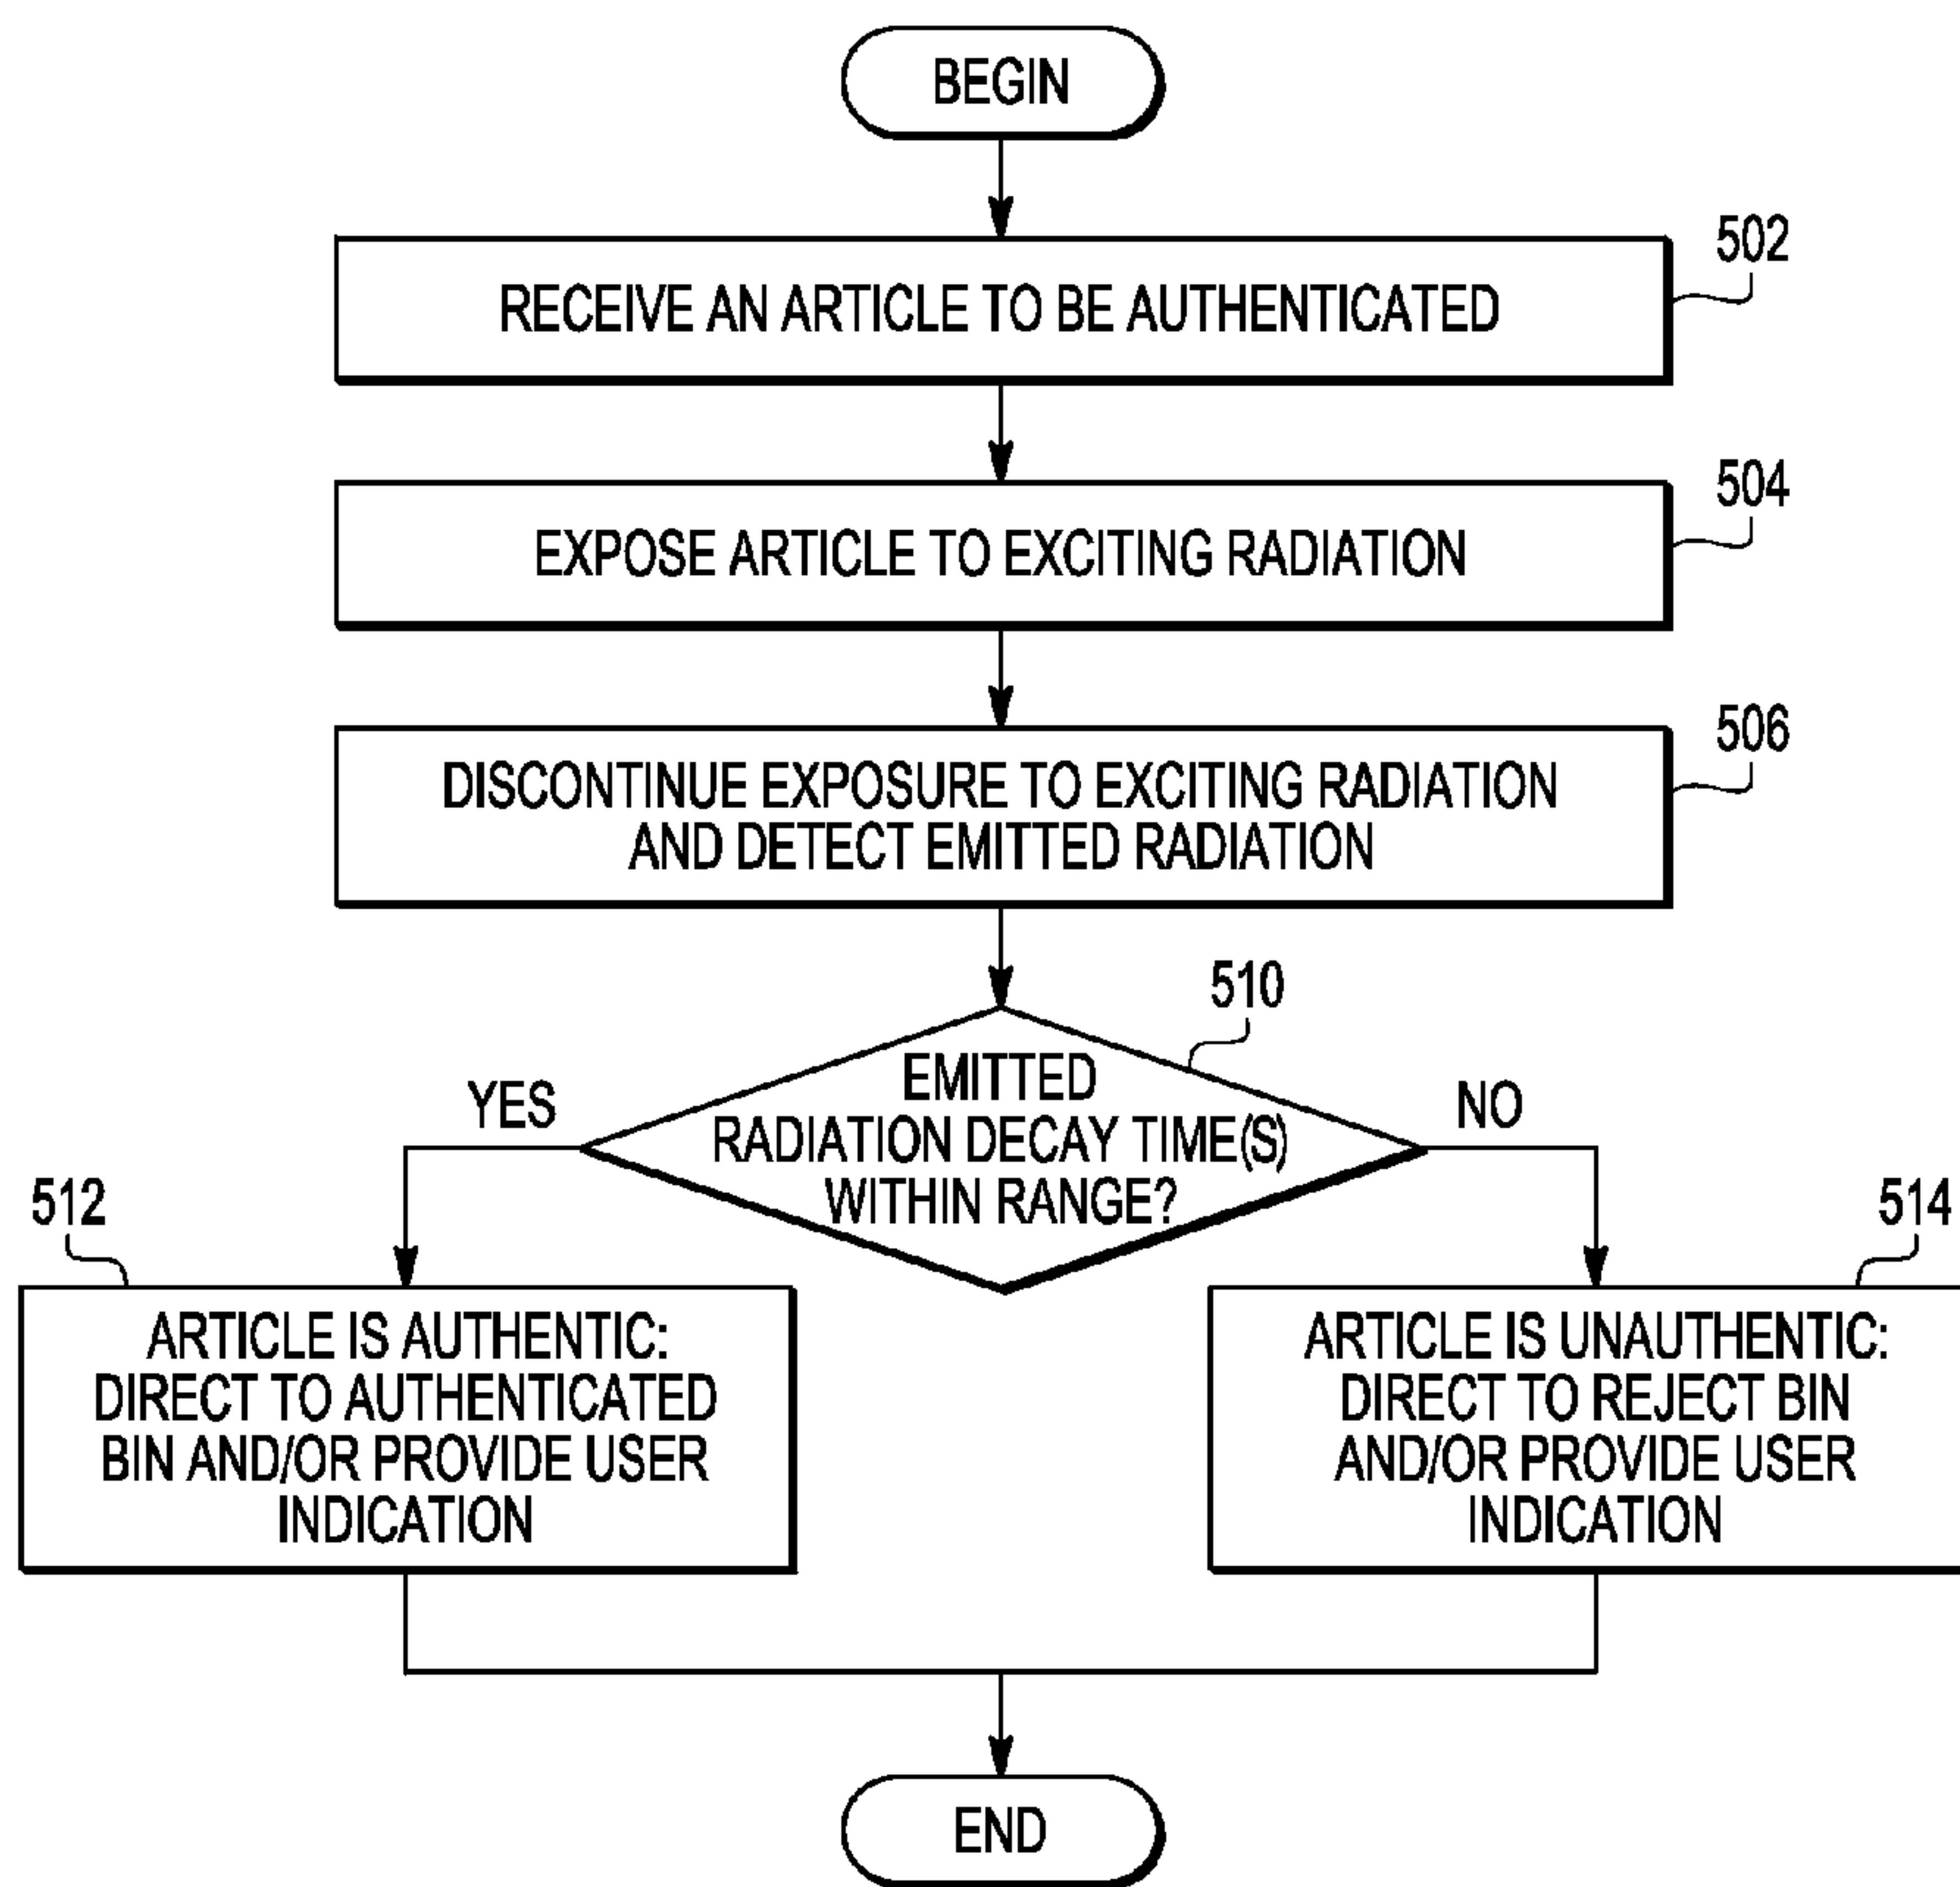 BEGIN
502
RECEIVE AN ARTICLE TO BE AUTHENTICATED
504
EXPOSE ARTICLE TO EXCITING RADIATION
506
DISCONTINUE EXPOSURE TO EXCITING RADIATION
AND DETECT EMITTED RADIATION
510
EMITTED
RADIATION DECAY TIME(S)
WITHIN RANGE?
YES
NO
512
ARTICLE IS AUTHENTIC:
DIRECT TO AUTHENTICATED
BIN AND/OR PROVIDE USER
INDICATION
514
ARTICLE IS UNAUTHENTIC:
DIRECT TO REJECT BIN
AND/OR PROVIDE USER
INDICATION
END